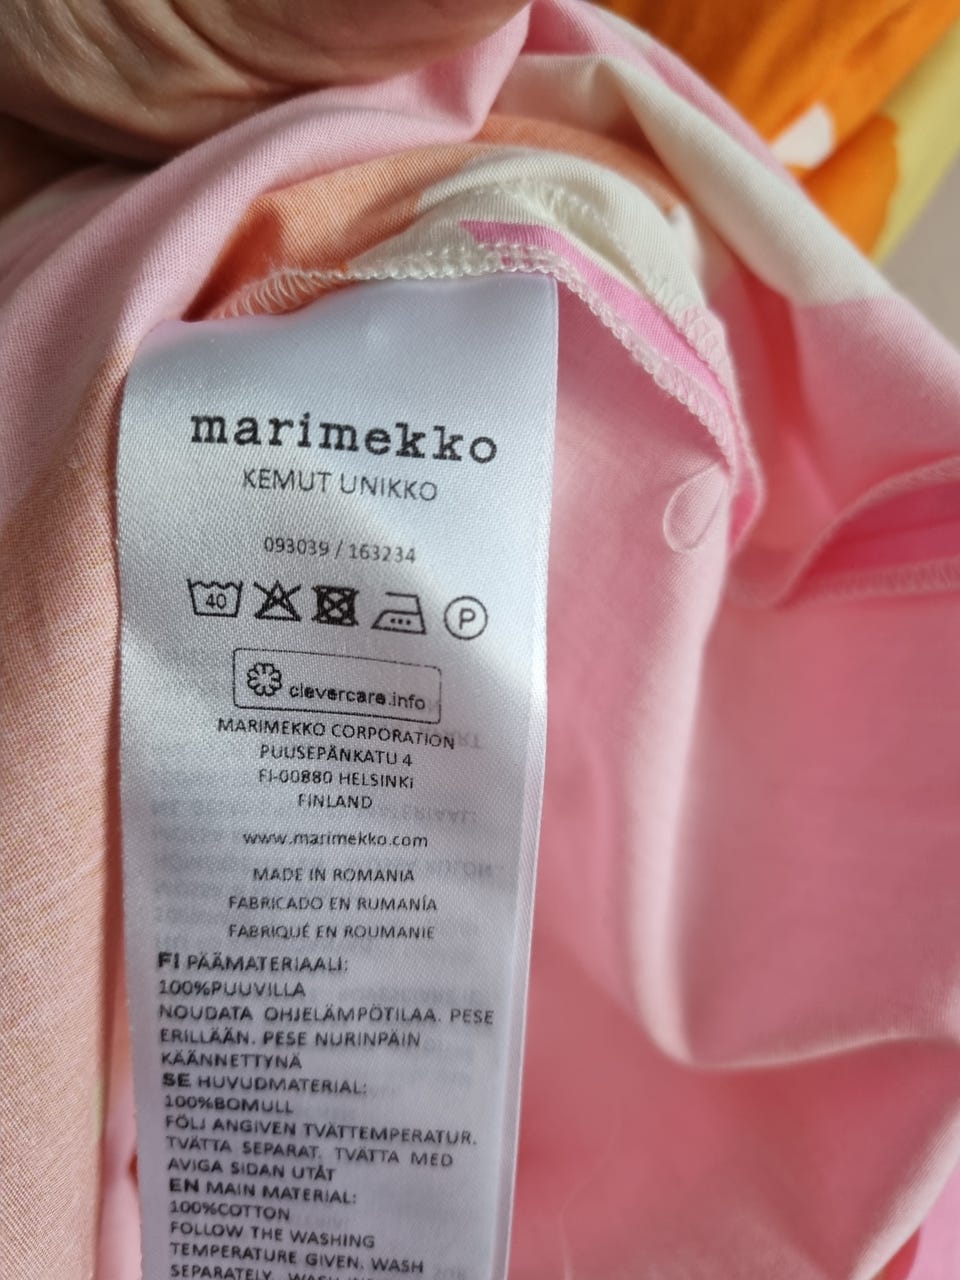 marimekko
KEMUT UNIKKO
093039 / 163234
40 P
clevercare.info
MARIMEKKO CORPORATION
PUUSEPÄNKATU 4
FI-00880 HELSINKI
FINLAND
www.marimekko.com
MADE IN ROMANIA
FABRICADO EN RUMANÍA
FABRIQUÉ EN ROUMANIE
FI PÄÄMATERIAALI:
100%PUUVILLA
NOUDATA OHJELÄMPÖTILAA. PESE
ERILLÄÄN. PESE NURINPÄIN
KÄÄNNETTYNÄ
SE HUVUDMATERIAL:
100%BOMULL
FÖLJ ANGIVEN TVÄTTEMPERATUR.
TVÄTTA SEPARAT. TVÄTTA MED
AVIGA SIDAN UTÅT
EN MAIN MATERIAL:
100%COTTON
FOLLOW THE WASHING
TEMPERATURE GIVEN. WASH
SEPARATELY. WASH